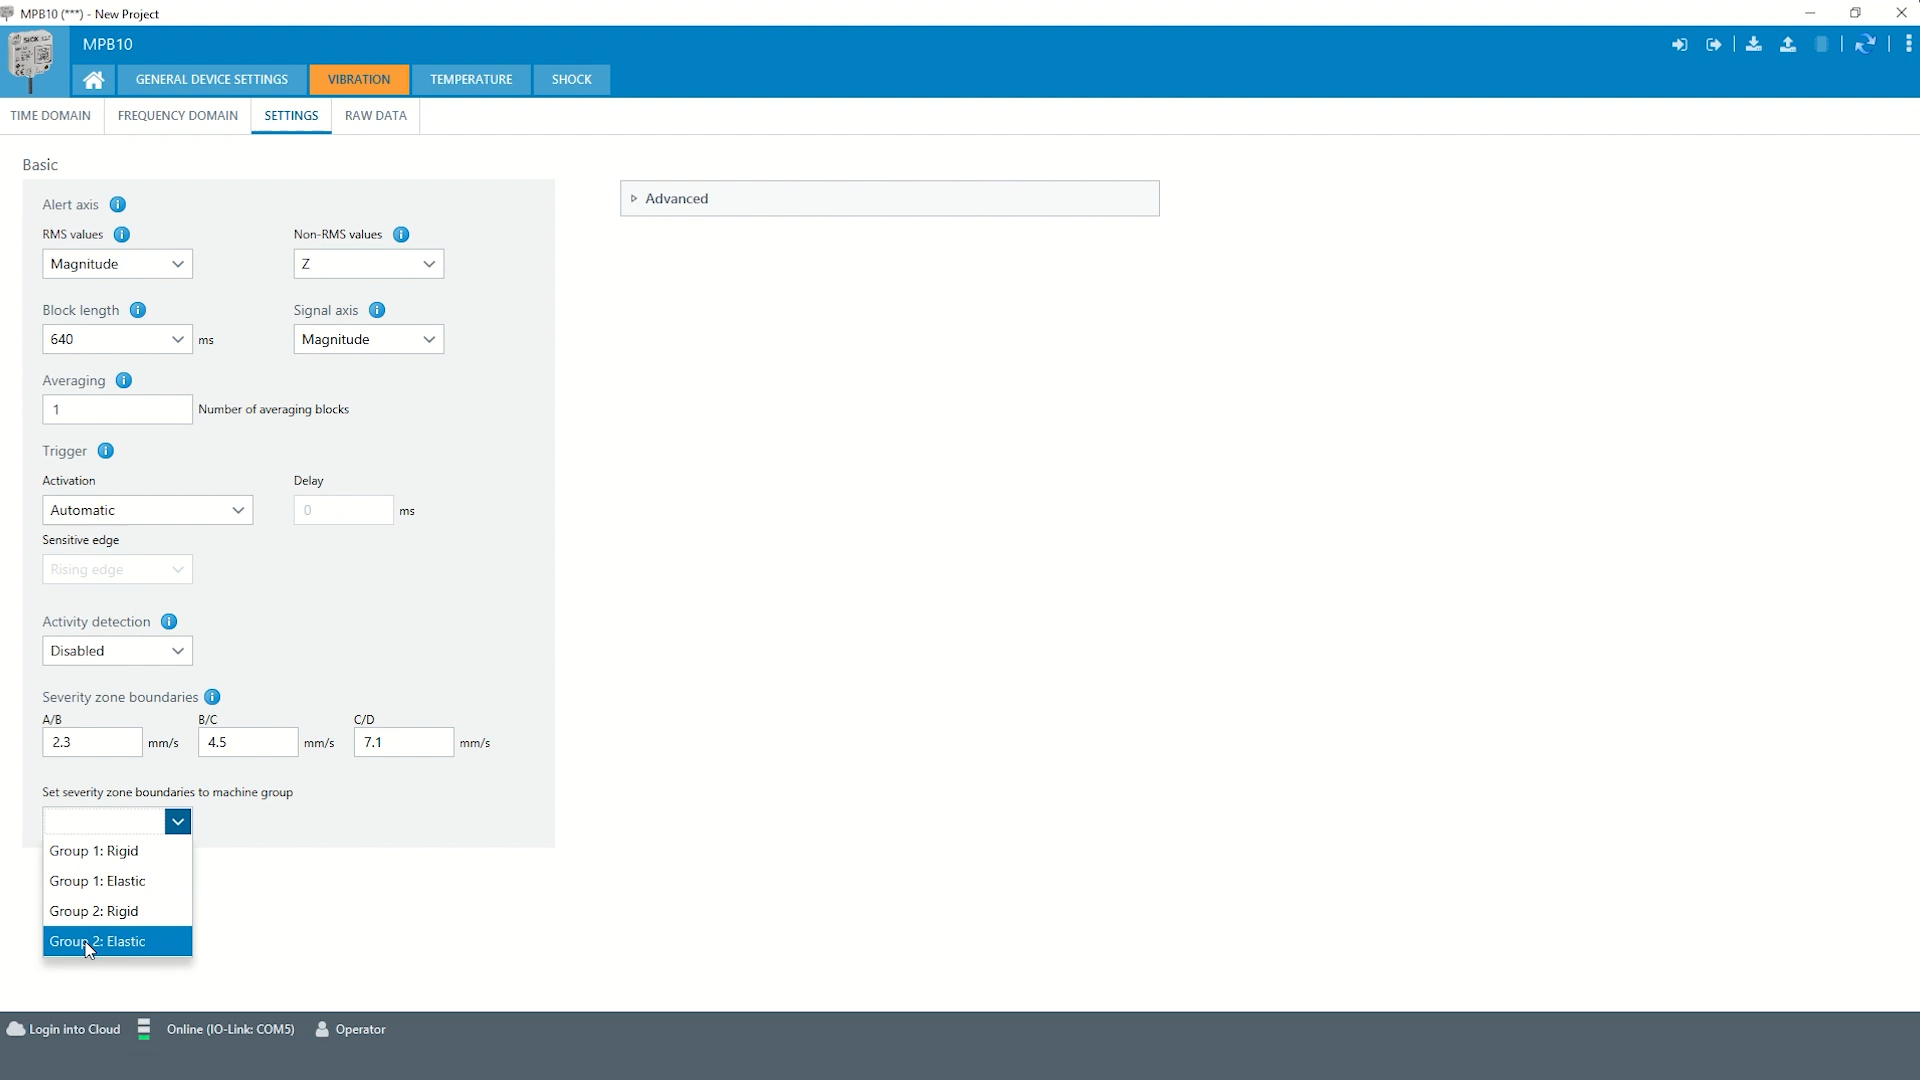 MPB10 (***) - New Project
SICK
MPB10
GENERAL DEVICE SETTINGS VIBRATION TEMPERATURE SHOCK
TIME DOMAIN FREQUENCY DOMAIN SETTINGS RAW DATA
Basic
Advanced
Alert axis
RMS values Non-RMS values
Magnitude Z
Block length Signal axis
640 ms Magnitude
Averaging
1 Number of averaging blocks
Trigger
Activation Delay
Automatic 0 ms
Sensitive edge
Rising edge
Activity detection
Disabled
Severity zone boundaries
A/B B/C C/D
2.3 mm/s 4.5 mm/s 7.1 mm/s
Set severity zone boundaries to machine group
Group 1: Rigid
Group 1: Elastic
Group 2: Rigid
Group 2: Elastic
Login into Cloud Online (IO-Link: COM5) Operator